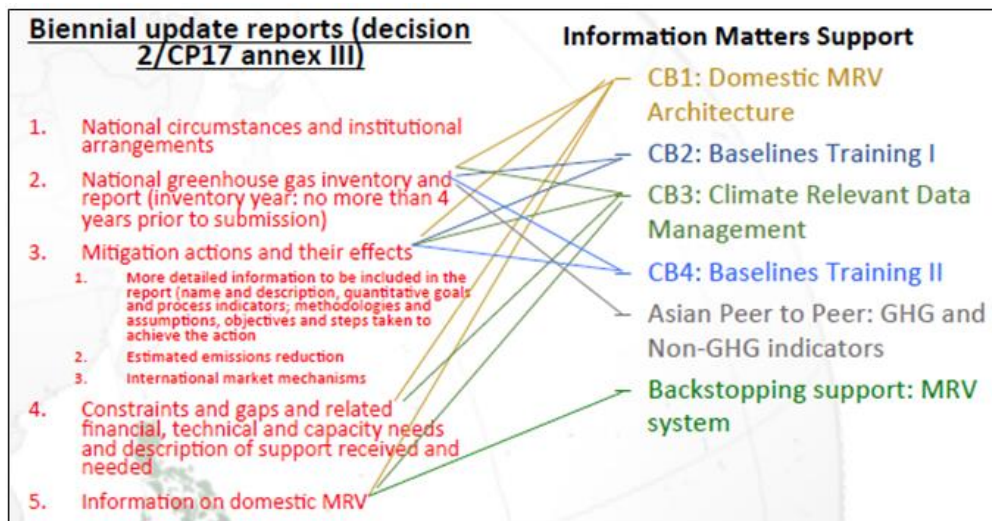 Biennial update reports (decision
2/CP17 annex III)
1. National circumstances and institutional
arrangements
2. National greenhouse gas inventory and
report (inventory year: no more than 4
years prior to submission)
3. Mitigation actions and their effects
1. More detailed information to be included in the
report (name and description, quantitative goals
and process indicators; methodologies and
assumptions, objectives and steps taken to
achieve the action
2. Estimated emissions reduction
3. International market mechanisms
4. Constraints and gaps and related
financial, technical and capacity needs
and description of support received and
needed
5. Information on domestic MRV
Information Matters Support
CB1: Domestic MRV
Architecture
CB2: Baselines Training I
CB3: Climate Relevant Data
Management
CB4: Baselines Training II
Asian Peer to Peer: GHG and
Non-GHG indicators
Backstopping support: MRV
system